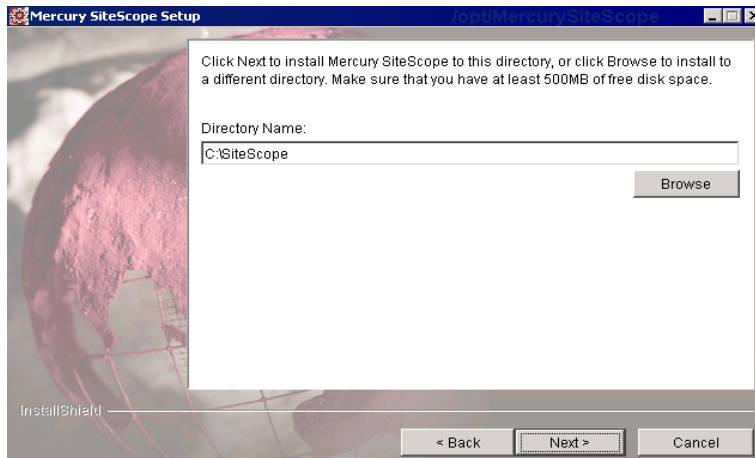 Mercury SiteScope Setup
/opt/MercurySiteScope
Click Next to install Mercury SiteScope to this directory, or click Browse to install to
a different directory. Make sure that you have at least 500MB of free disk space.
Directory Name:
C:\SiteScope
Browse
InstallShield
< Back
Next >
Cancel